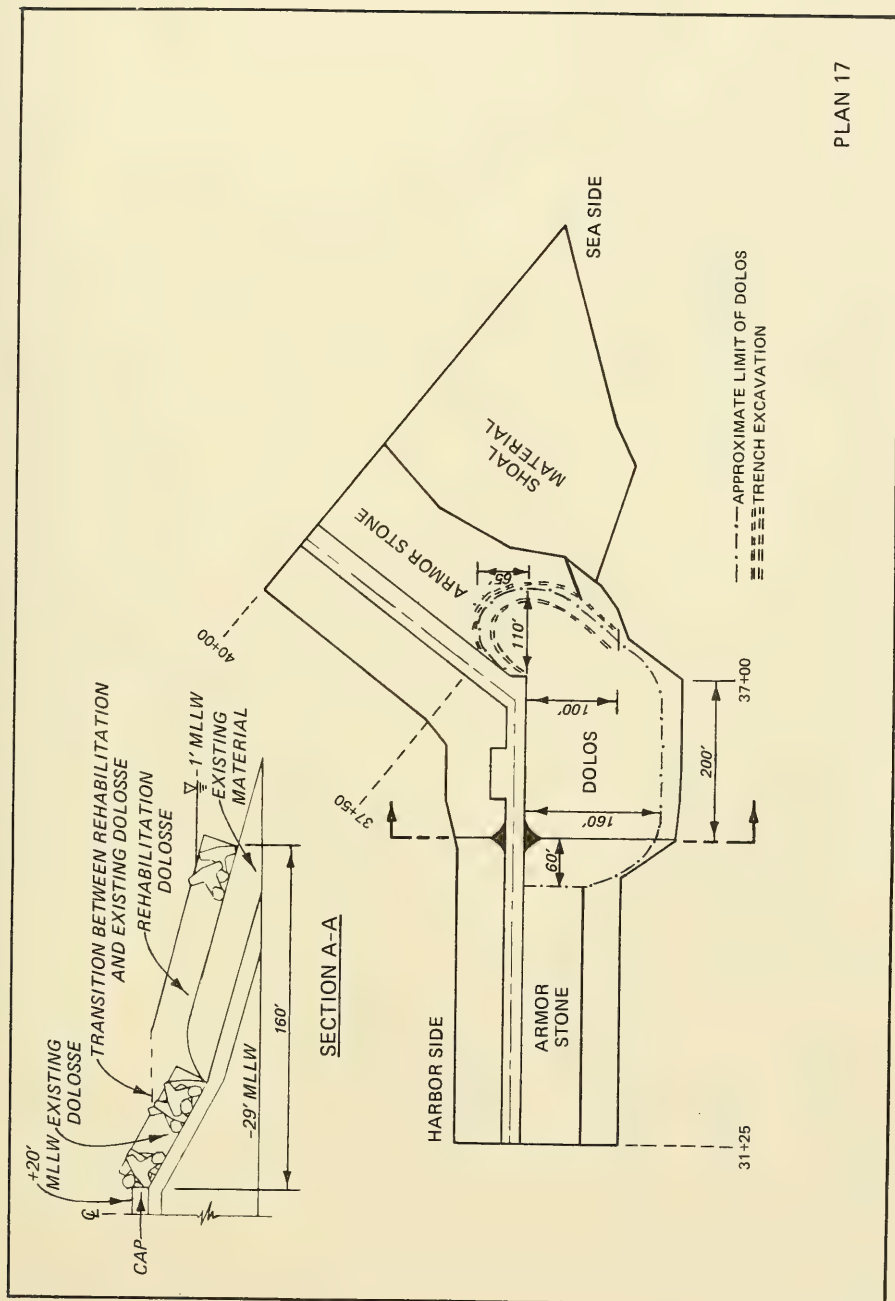 +20'
MLLW
EXISTING
DOLOSSE
TRANSITION BETWEEN REHABILITATION
AND EXISTING DOLOSSE
REHABILITATION
DOLOSSE
-1' MLLW
EXISTING
MATERIAL
℄
CAP
-29' MLLW
160'
SECTION A-A
40+00
37+50
HARBOR SIDE
ARMOR STONE
SHOAL
MATERIAL
SEA SIDE
65'
110'
100'
DOLOS
160'
60'
200'
ARMOR
STONE
31+25
37+00
APPROXIMATE LIMIT OF DOLOS
TRENCH EXCAVATION
PLAN 17